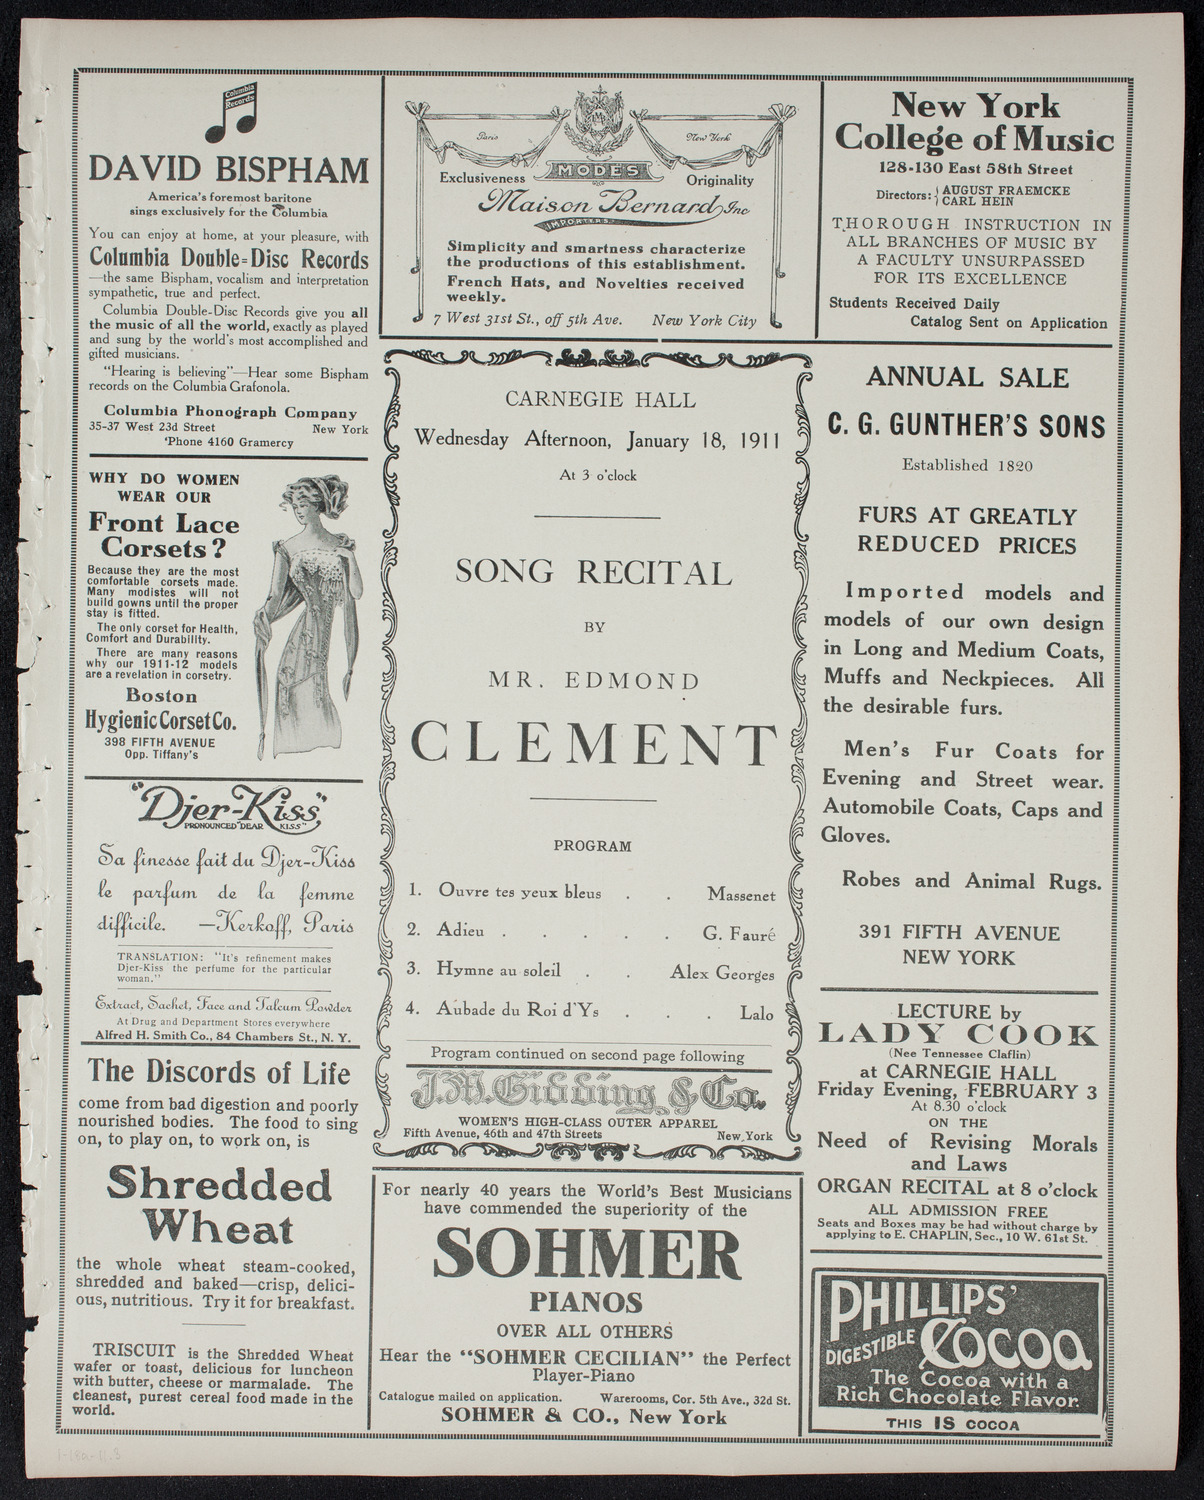 Columbia
Records
DAVID BISPHAM
America's foremost baritone
sings exclusively for the Columbia
You can enjoy at home, at your pleasure, with
Columbia Double=Disc Records
—the same Bispham, vocalism and interpretation
sympathetic, true and perfect.
Columbia Double-Disc Records give you all
the music of all the world, exactly as played
and sung by the world's most accomplished and
gifted musicians.
"Hearing is believing"—Hear some Bispham
records on the Columbia Grafonola.
Columbia Phonograph Company
35-37 West 23d Street New York
'Phone 4160 Gramercy
WHY DO WOMEN
WEAR OUR
Front Lace
Corsets?
Because they are the most
comfortable corsets made.
Many modistes will not
build gowns until the proper
stay is fitted.
The only corset for Health,
Comfort and Durability.
There are many reasons
why our 1911-12 models
are a revelation in corsetry.
Boston
Hygienic Corset Co.
398 FIFTH AVENUE
Opp. Tiffany's
"Djer-Kiss"
PRONOUNCED "DEAR KISS"
Sa finesse fait du Djer-Kiss
le parfum de la femme
difficile. —Kerkoff, Paris
TRANSLATION: "It's refinement makes
Djer-Kiss the perfume for the particular
woman."
Extract, Sachet, Face and Talcum Powder
At Drug and Department Stores everywhere
Alfred H. Smith Co., 84 Chambers St., N. Y.
The Discords of Life
come from bad digestion and poorly
nourished bodies. The food to sing
on, to play on, to work on, is
Shredded
Wheat
the whole wheat steam-cooked,
shredded and baked—crisp, delici-
ous, nutritious. Try it for breakfast.
TRISCUIT is the Shredded Wheat
wafer or toast, delicious for luncheon
with butter, cheese or marmalade. The
cleanest, purest cereal food made in the
world.
Paris New York
MODES
Exclusiveness Originality
Maison Bernard, Inc
IMPORTERS
Simplicity and smartness characterize
the productions of this establishment.
French Hats, and Novelties received
weekly.
7 West 31st St., off 5th Ave. New York City
CARNEGIE HALL
Wednesday Afternoon, January 18, 1911
At 3 o'clock
SONG RECITAL
BY
MR. EDMOND
CLEMENT
PROGRAM
1. Ouvre tes yeux bleus . . Massenet
2. Adieu . . . . . G. Fauré
3. Hymne au soleil . . Alex Georges
4. Aubade du Roi d'Ys . . . Lalo
Program continued on second page following
J.M. Gidding & Co.
WOMEN'S HIGH-CLASS OUTER APPAREL
Fifth Avenue, 46th and 47th Streets New York
For nearly 40 years the World's Best Musicians
have commended the superiority of the
SOHMER
PIANOS
OVER ALL OTHERS
Hear the "SOHMER CECILIAN" the Perfect
Player-Piano
Catalogue mailed on application. Warerooms, Cor. 5th Ave., 32d St.
SOHMER & CO., New York
New York
College of Music
128-130 East 58th Street
Directors: { AUGUST FRAEMCKE
CARL HEIN
THOROUGH INSTRUCTION IN
ALL BRANCHES OF MUSIC BY
A FACULTY UNSURPASSED
FOR ITS EXCELLENCE
Students Received Daily
Catalog Sent on Application
ANNUAL SALE
C. G. GUNTHER'S SONS
Established 1820
FURS AT GREATLY
REDUCED PRICES
Imported models and
models of our own design
in Long and Medium Coats,
Muffs and Neckpieces. All
the desirable furs.
Men's Fur Coats for
Evening and Street wear.
Automobile Coats, Caps and
Gloves.
Robes and Animal Rugs.
391 FIFTH AVENUE
NEW YORK
LECTURE by
LADY COOK
(Nee Tennessee Claflin)
at CARNEGIE HALL
Friday Evening, FEBRUARY 3
At 8.30 o'clock
ON THE
Need of Revising Morals
and Laws
ORGAN RECITAL at 8 o'clock
ALL ADMISSION FREE
Seats and Boxes may be had without charge by
applying to E. CHAPLIN, Sec., 10 W. 61st St.
PHILLIPS'
DIGESTIBLE COCOA
The Cocoa with a
Rich Chocolate Flavor.
THIS IS COCOA